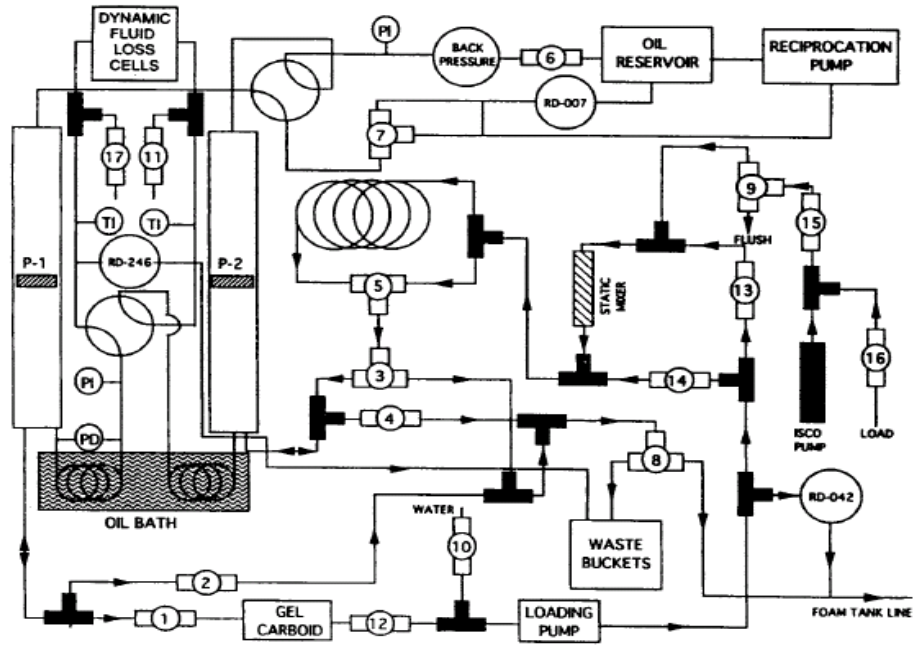 DYNAMIC
FLUID
LOSS
CELLS
PI
BACK
PRESSURE
6
OIL
RESERVOIR
RECIPROCATION
PUMP
RD-007
7
17
11
9
15
FLUSH
TI
TI
P-1
RD-246
P-2
5
STATIC
MIXER
13
3
14
16
PI
4
ISCO
PUMP
LOAD
PD
8
OIL BATH
WATER
RD-042
10
WASTE
BUCKETS
2
1
GEL
CARBOID
12
LOADING
PUMP
FOAM TANK LINE